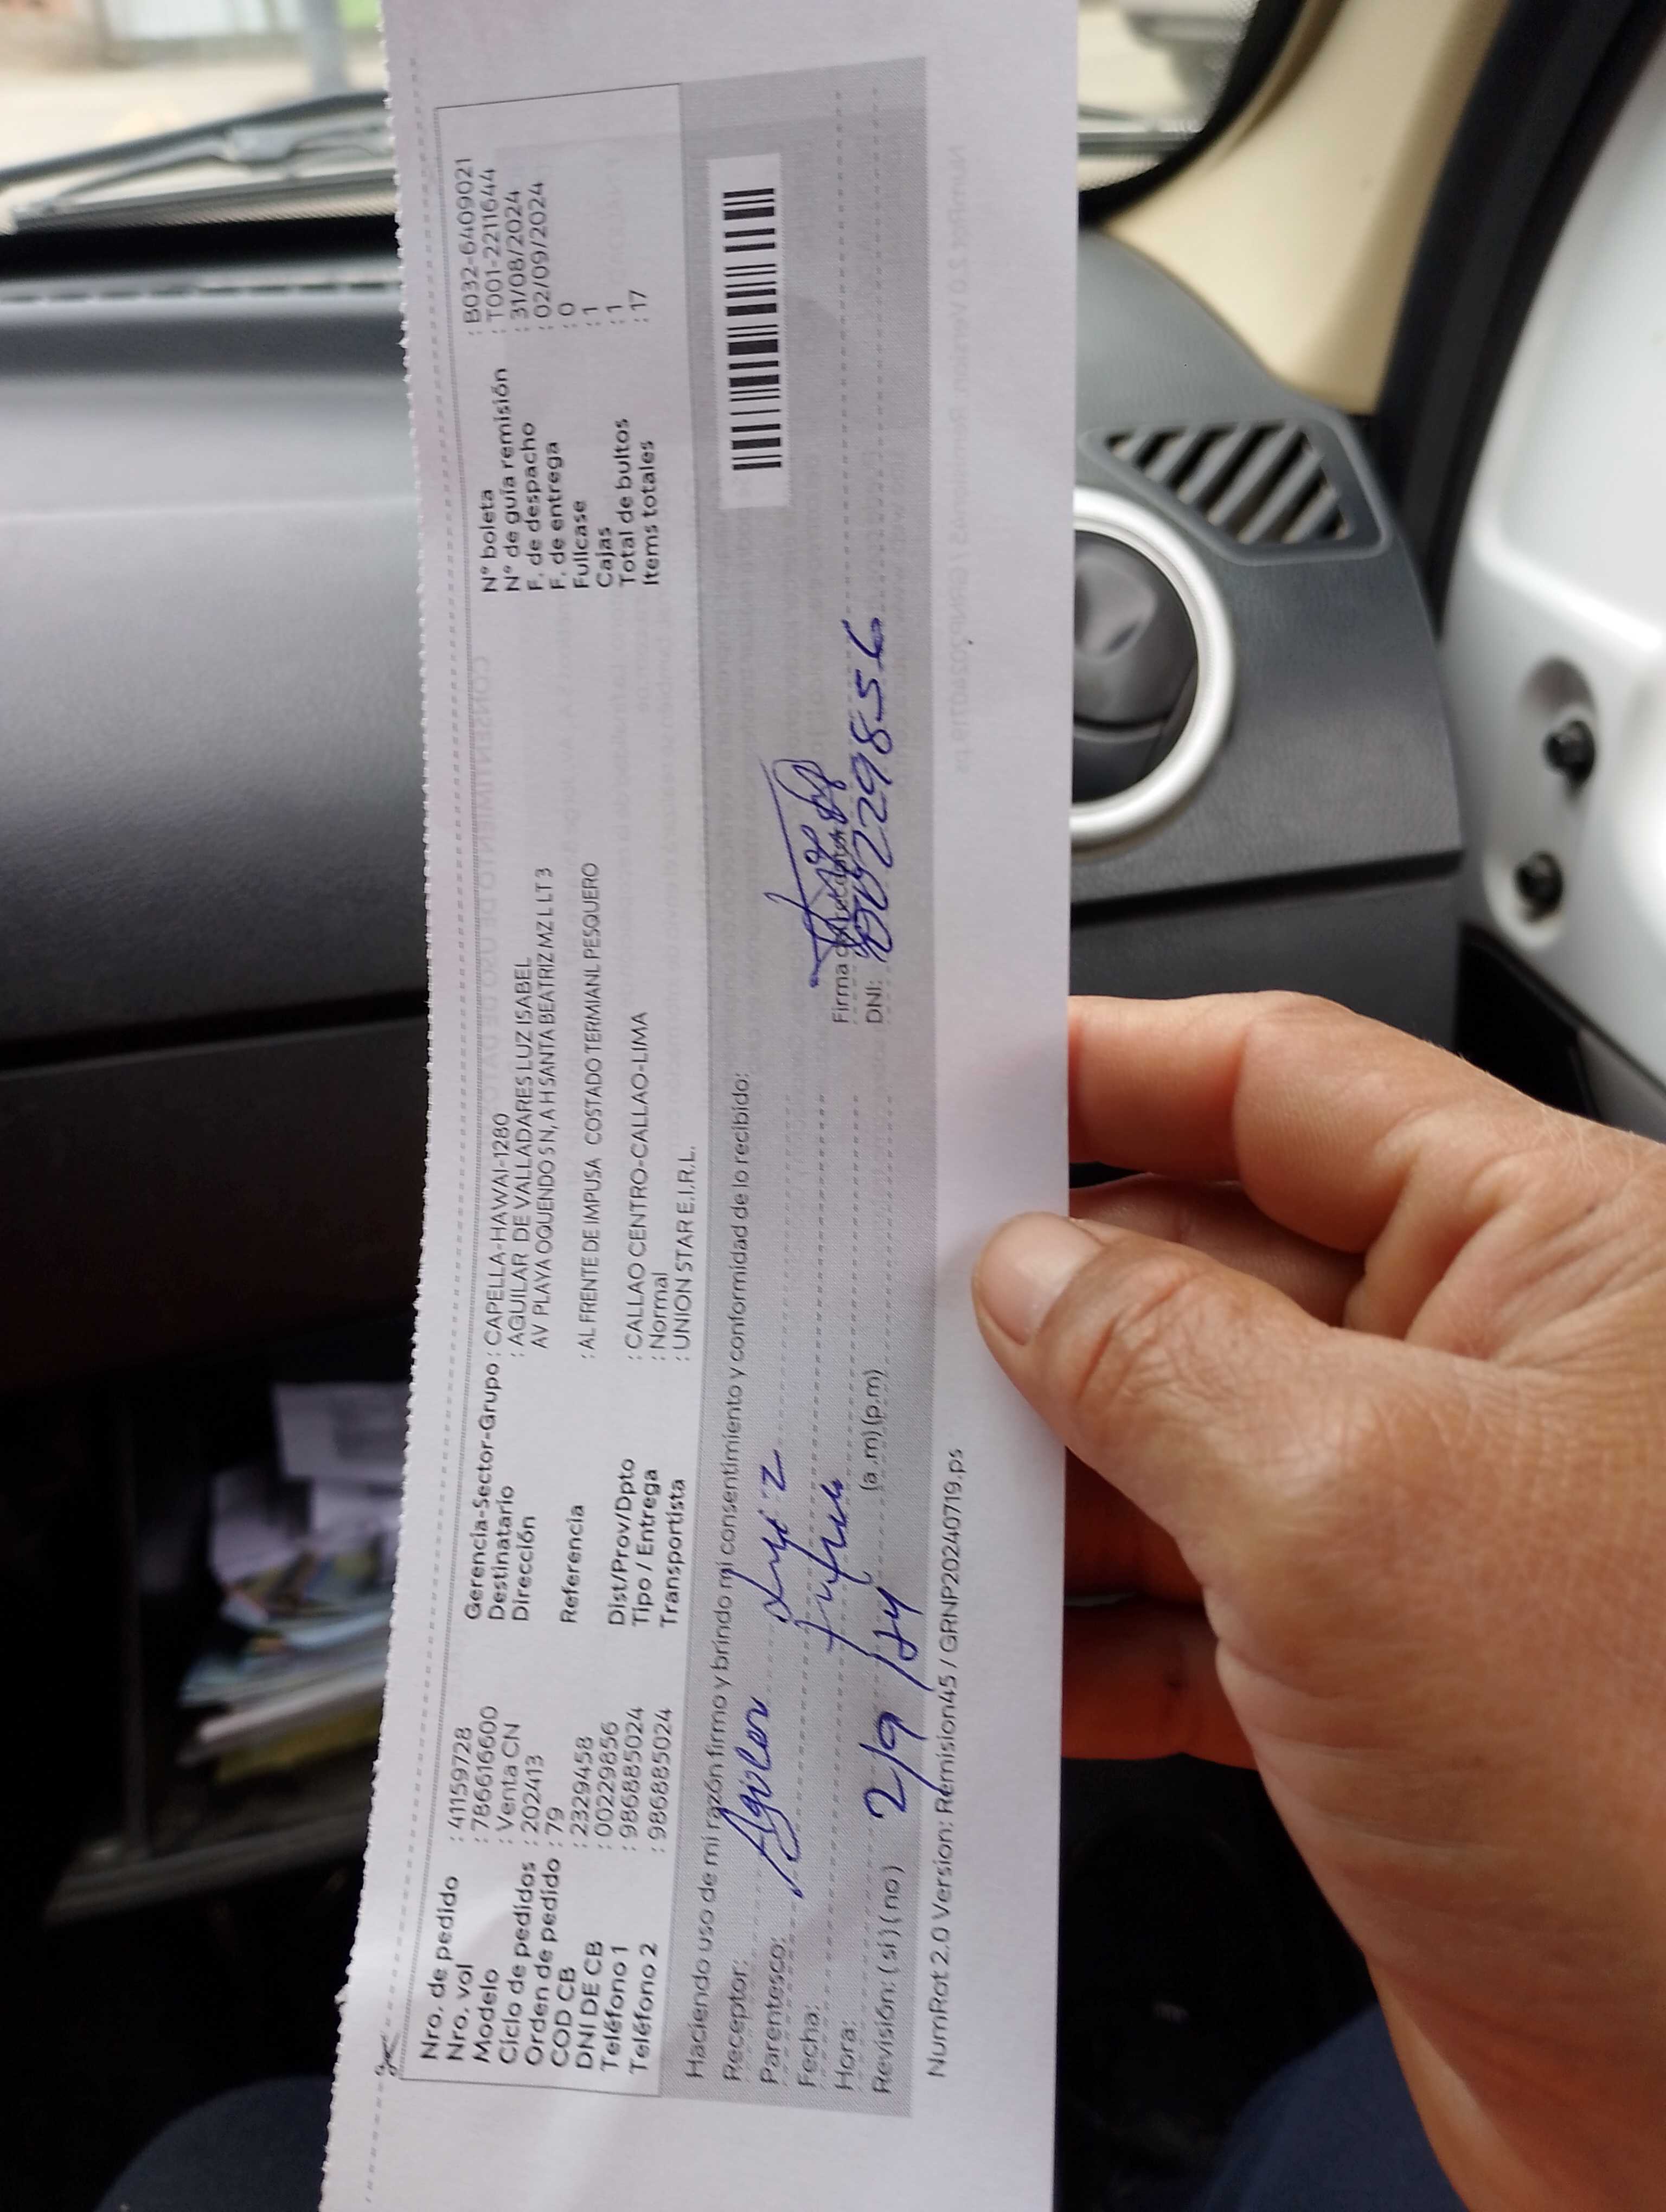 Nro. de pedido : 41159728
Nro. vol : 786616600
Modelo : Venta CN
Ciclo de pedidos : 202413
Orden de pedido : 79
COD CB : 2329458
DNI DE CB : 00229856
Teléfono 1 : 986885024
Teléfono 2 : 986885024
Gerencia-Sector-Grupo : CAPELLA-HAWAI-1280
Destinatario : AGUILAR DE VALLADARES LUZ ISABEL
Dirección AV PLAYA OQUENDO S N, A H SANTA BEATRIZ MZ L LT 3
Referencia : AL FRENTE DE IMPUSA COSTADO TERMIANL PESQUERO
Dist/Prov/Dpto : CALLAO CENTRO-CALLAO-LIMA
Tipo / Entrega : Normal
Transportista : UNION STAR E.I.R.L.
N° boleta : B032-6409021
N° de guía remisión : T001-2211644
F. de despacho : 31/08/2024
F. de entrega : 02/09/2024
Fullcase : 0
Cajas : 1
Total de bultos : 1
Items totales : 17
Haciendo uso de mi razón firmo y brindo mi consentimiento y conformidad de lo recibido:
Receptor: Aguilar Luz
Parentesco:
Fecha: 2/9/24
Hora: (a.m) (p.m)
Revisión: (si) (no)
Firma
DNI: 00229856
NumRot 2.0 Version: Remision45 / GRNP20240719.ps